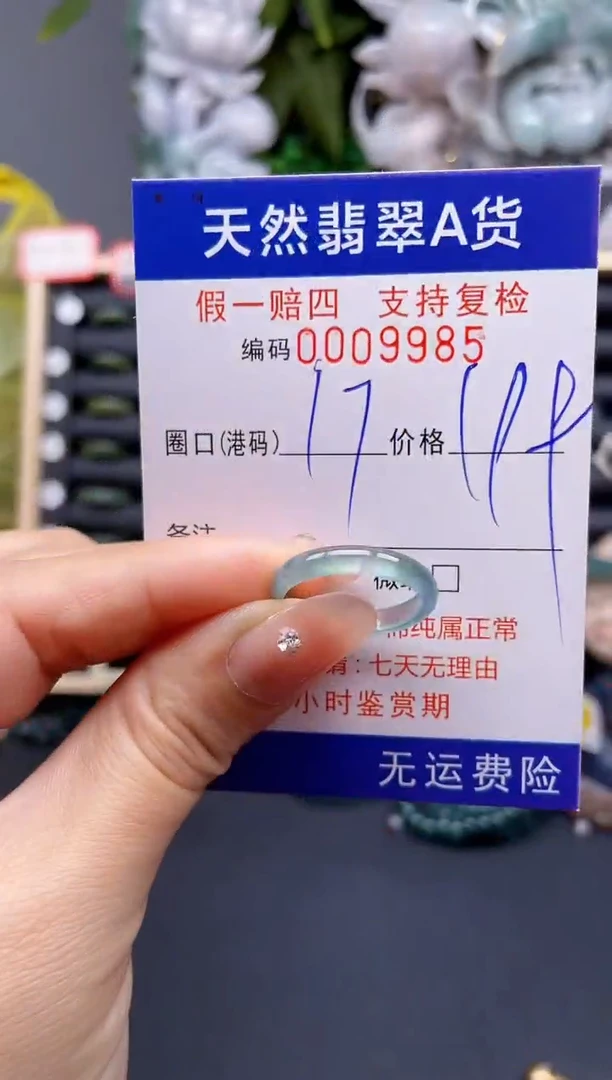 天然翡翠A货
假一赔四 支持复检
编码0009985
圈口(港码) 17 价格
备注
纯属正常
七天无理由
小时鉴赏期
无运费险